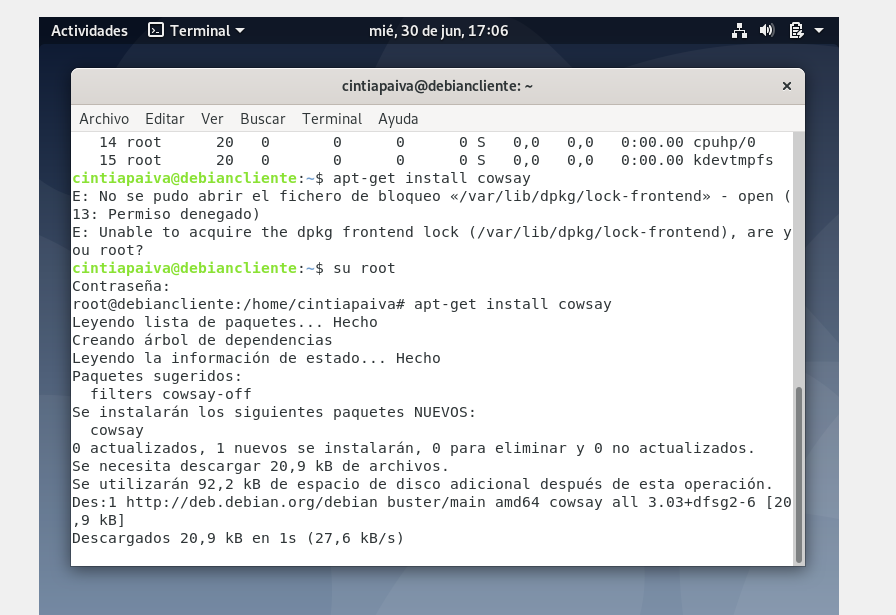 Actividades Terminal mié, 30 de jun, 17:06
cintiapaiva@debiancliente: ~
Archivo Editar Ver Buscar Terminal Ayuda
14 root 20 0 0 0 0 S 0,0 0,0 0:00.00 cpuhp/0
15 root 20 0 0 0 0 S 0,0 0,0 0:00.00 kdevtmpfs
cintiapaiva@debiancliente:~$ apt-get install cowsay
E: No se pudo abrir el fichero de bloqueo «/var/lib/dpkg/lock-frontend» - open (
13: Permiso denegado)
E: Unable to acquire the dpkg frontend lock (/var/lib/dpkg/lock-frontend), are y
ou root?
cintiapaiva@debiancliente:~$ su root
Contraseña:
root@debiancliente:/home/cintiapaiva# apt-get install cowsay
Leyendo lista de paquetes... Hecho
Creando árbol de dependencias
Leyendo la información de estado... Hecho
Paquetes sugeridos:
filters cowsay-off
Se instalarán los siguientes paquetes NUEVOS:
cowsay
0 actualizados, 1 nuevos se instalarán, 0 para eliminar y 0 no actualizados.
Se necesita descargar 20,9 kB de archivos.
Se utilizarán 92,2 kB de espacio de disco adicional después de esta operación.
Des:1 http://deb.debian.org/debian buster/main amd64 cowsay all 3.03+dfsg2-6 [20
,9 kB]
Descargados 20,9 kB en 1s (27,6 kB/s)